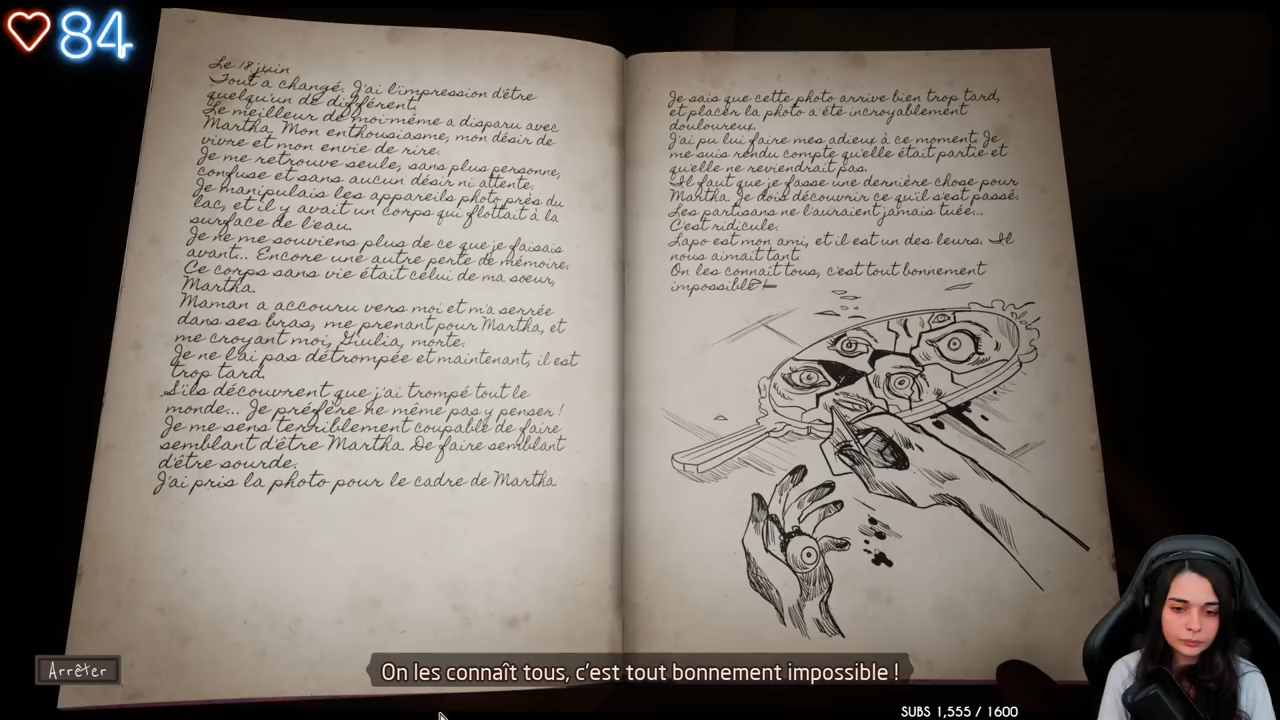 84
Le 18 juin
Tout a changé. J'ai l'impression d'être
quelqu'un de différent.
Le meilleur de moi-même a disparu avec
Martha. Mon enthousiasme, mon désir de
vivre et mon envie de rire.
Je me retrouve seule, sans plus personne,
confuse et sans aucun désir ni attente.
Je manipulais les appareils photo près du
lac, et il y avait un corps qui flottait à la
surface de l'eau.
Je ne me souviens plus de ce que je faisais
avant... Encore une autre perte de mémoire.
Ce corps sans vie était celui de ma soeur,
Martha.
Maman a accouru vers moi et m'a serrée
dans ses bras, me prenant pour Martha, et
me croyant moi, Giulia, morte.
Je ne l'ai pas détrompée et maintenant, il est
trop tard.
S'ils découvrent que j'ai trompé tout le
monde... Je préfère ne même pas y penser !
Je me sens terriblement coupable de faire
semblant d'être Martha. De faire semblant
d'être sourde.
J'ai pris la photo pour le cadre de Martha
Je sais que cette photo arrive bien trop tard,
et placer la photo a été incroyablement
douloureux.
J'ai pu lui faire mes adieux à ce moment. Je
me suis rendu compte qu'elle était partie et
qu'elle ne reviendrait pas.
Il faut que je fasse une dernière chose pour
Martha. Je dois découvrir ce qu'il s'est passé.
Les partisans ne l'auraient jamais tuée...
C'est ridicule.
Lapo est mon ami, et il est un des leurs. Il
nous aimait tant.
On les connaît tous, c'est tout bonnement
impossible !
Arrêter
On les connaît tous, c'est tout bonnement impossible !
SUBS 1,555 / 1600